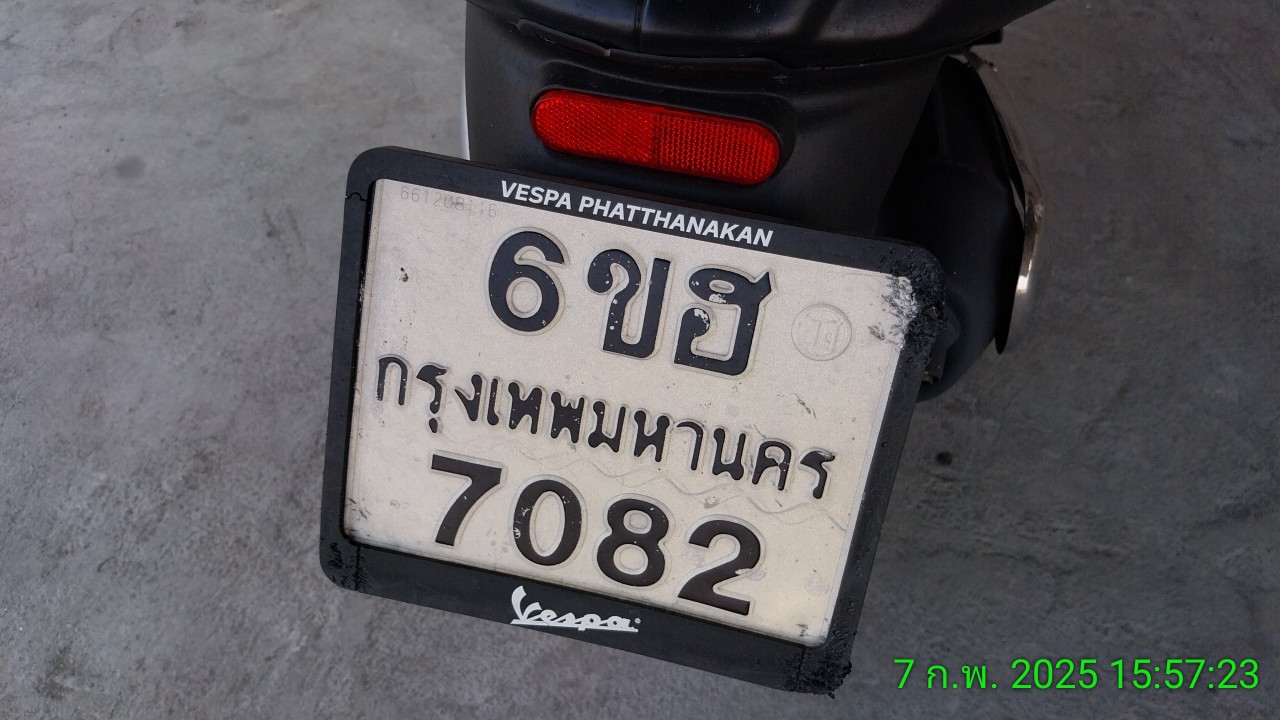 VESPA PHATTHANAKAN
6ขฮ
กรุงเทพมหานคร
7082
Vespa
7 ก.พ. 2025 15:57:23